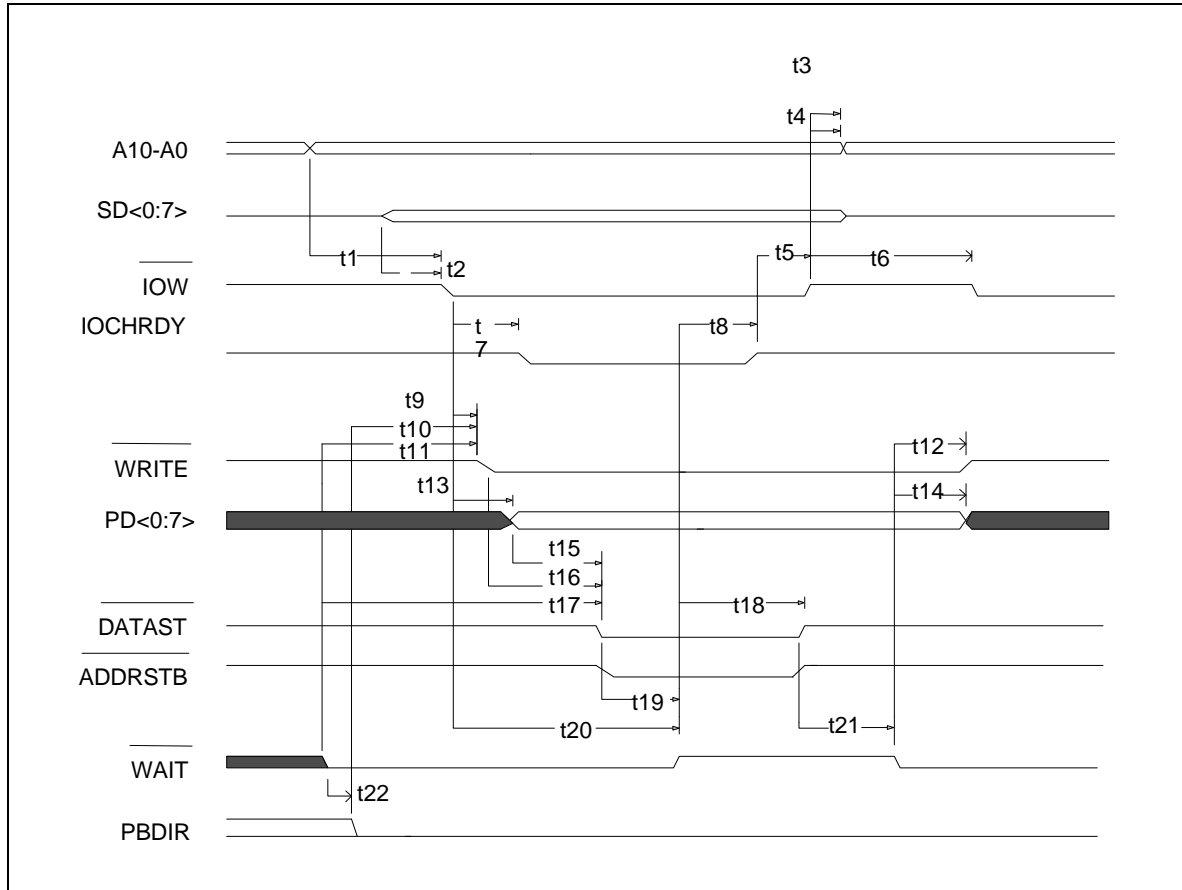 t3
t4
A10-A0
SD<0:7>
t1
t2
t5
t6
IOW
IOCHRDY
t
7
t8
t9
t10
t11
t12
WRITE
t13
t14
PD<0:7>
t15
t16
t17
t18
DATAST
ADDRSTB
t19
t20
t21
WAIT
t22
PBDIR